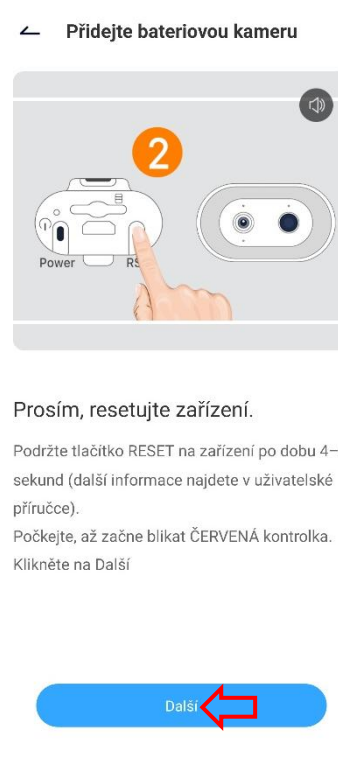 Přidejte bateriovou kameru
2
Power
RS
Prosím, resetujte zařízení.
Podržte tlačítko RESET na zařízení po dobu 4–
sekund (další informace najdete v uživatelské
příručce).
Počkejte, až začne blikat ČERVENÁ kontrolka.
Klikněte na Další
Další